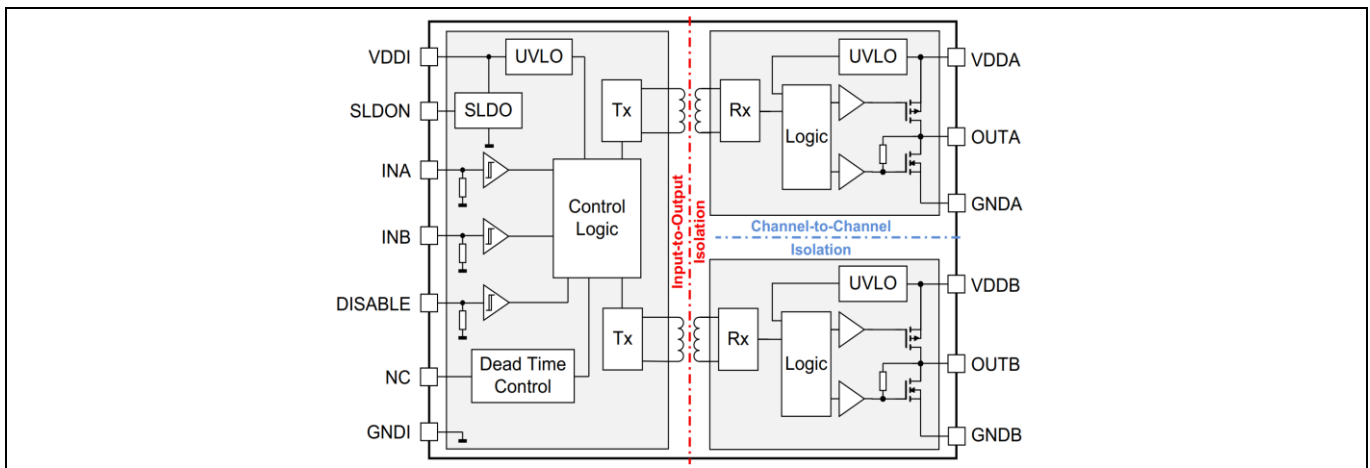 VDDI
SLDON
INA
INB
DISABLE
NC
GNDI
UVLO
SLDO
Control
Logic
Dead Time
Control
Tx
Tx
Input-to-Output
Isolation
Rx
UVLO
Logic
VDDA
OUTA
GNDA
Channel-to-Channel
Isolation
Rx
UVLO
Logic
VDDB
OUTB
GNDB